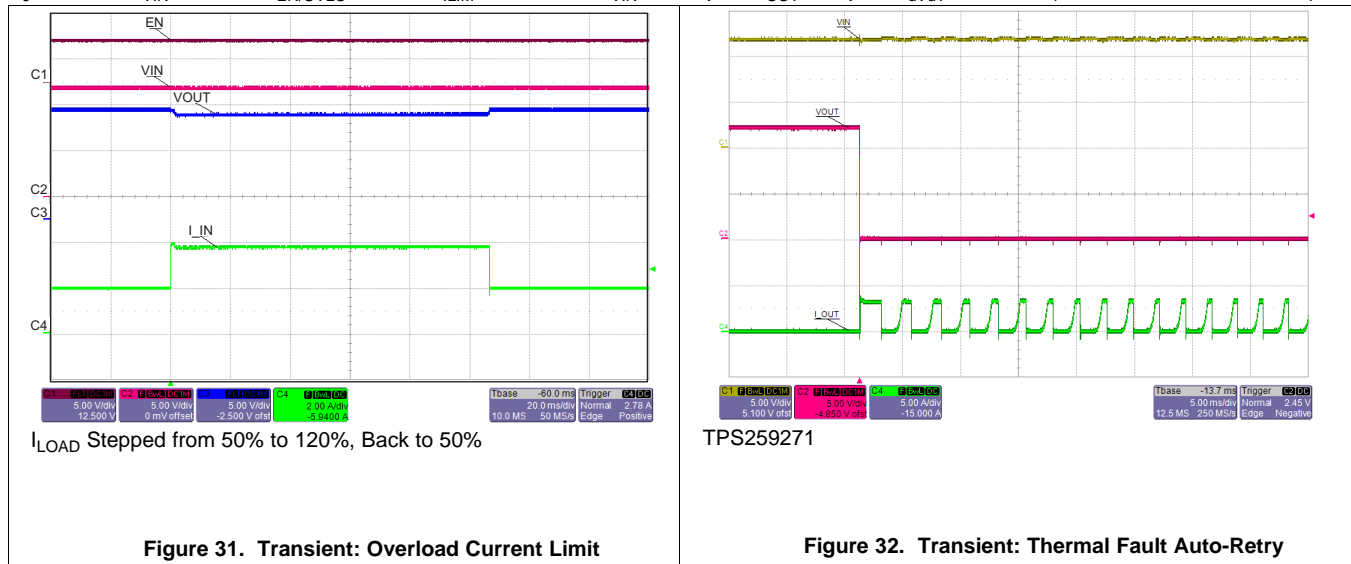 EN
C1
VIN
VOUT
C2
C3
I_IN
C4
C4
5.00 V/div
12.500 V
C2
5.00 V/div
0 mV offset
5.00 V/div
-2.500 V ofst
2.00 A/div
-5.9400 A
Tbase -60.0 ms
20.0 ms/div
10.0 MS 50 MS/s
Trigger C4 DC
Normal 2.78 A
Edge Positive
I_LOAD Stepped from 50% to 120%, Back to 50%
Figure 31. Transient: Overload Current Limit
VIN
VOUT
C1
C2
I_OUT
C4
C1
5.00 V/div
5.100 V ofst
C2
5.00 V/div
-4.850 V ofst
C4
5.00 A/div
-15.000 A
Tbase -13.7 ms
5.00 ms/div
12.5 MS 250 MS/s
Trigger C2 DC
Normal 2.45 V
Edge Negative
TPS259271
Figure 32. Transient: Thermal Fault Auto-Retry